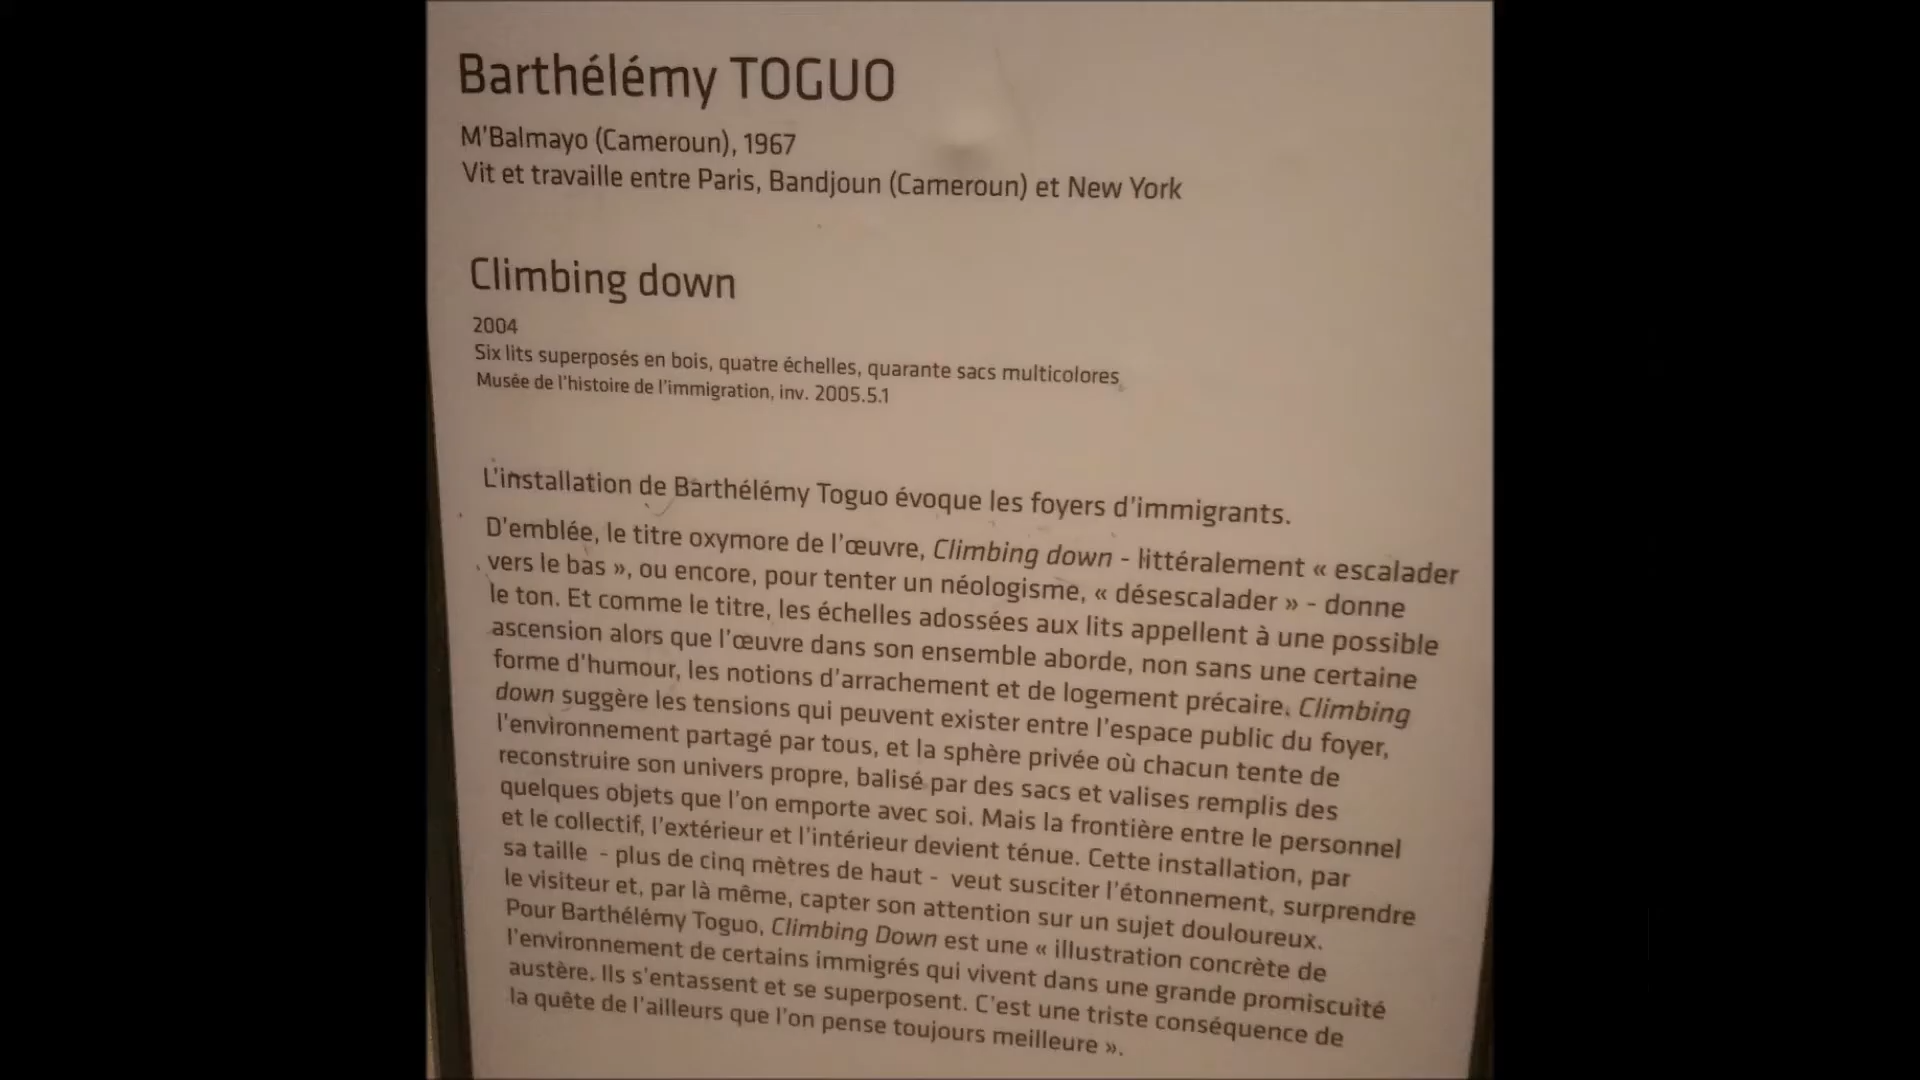 Barthélémy TOGUO
M'Balmayo (Cameroun), 1967
Vit et travaille entre Paris, Bandjoun (Cameroun) et New York
Climbing down
2004
Six lits superposés en bois, quatre échelles, quarante sacs multicolores
Musée de l'histoire de l'immigration, inv. 2005.5.1
L'installation de Barthélémy Toguo évoque les foyers d'immigrants.
D'emblée, le titre oxymore de l'œuvre, Climbing down - littéralement « escalader
vers le bas », ou encore, pour tenter un néologisme, « désescalader » - donne
le ton. Et comme le titre, les échelles adossées aux lits appellent à une possible
ascension alors que l'œuvre dans son ensemble aborde, non sans une certaine
forme d'humour, les notions d'arrachement et de logement précaire. Climbing
down suggère les tensions qui peuvent exister entre l'espace public du foyer,
l'environnement partagé par tous, et la sphère privée où chacun tente de
reconstruire son univers propre, balisé par des sacs et valises remplis des
quelques objets que l'on emporte avec soi. Mais la frontière entre le personnel
et le collectif, l'extérieur et l'intérieur devient ténue. Cette installation, par
sa taille - plus de cinq mètres de haut - veut susciter l'étonnement, surprendre
le visiteur et, par là même, capter son attention sur un sujet douloureux.
Pour Barthélémy Toguo, Climbing Down est une « illustration concrète de
l'environnement de certains immigrés qui vivent dans une grande promiscuité
austère. Ils s'entassent et se superposent. C'est une triste conséquence de
la quête de l'ailleurs que l'on pense toujours meilleure ».